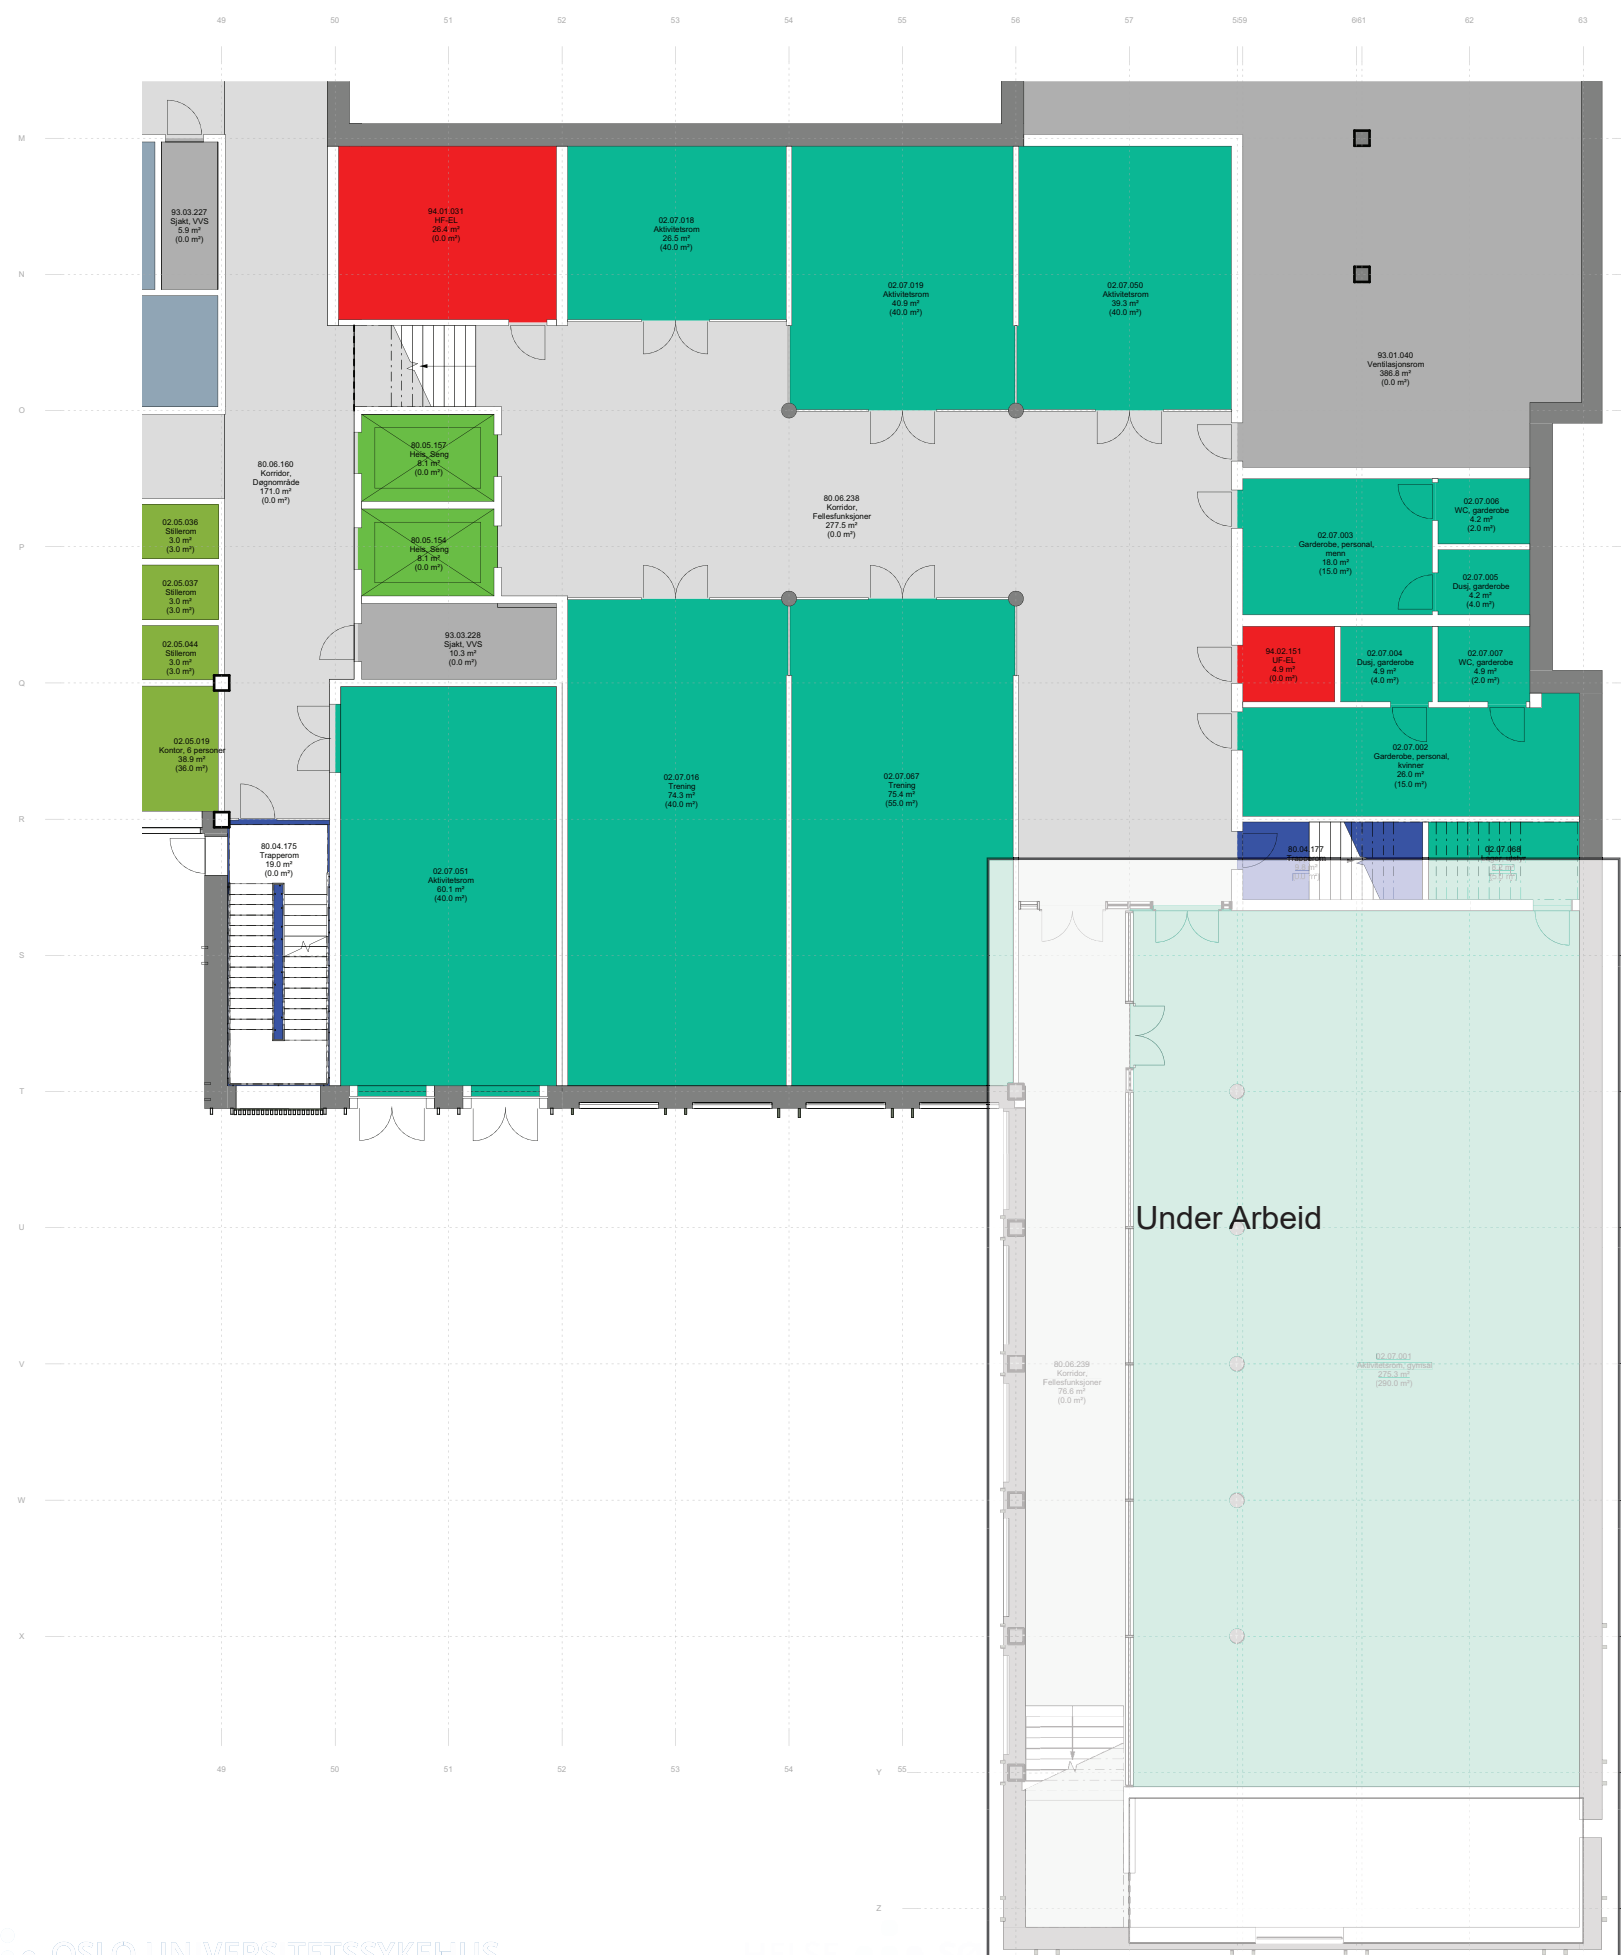 49 50 51 52 53 54 55 56 57 62 63
M
N
O
P
Q
R
S
T
U
V
W
X
Y
Z
93.03.227
Sjakt, VVS
5.9 m²
(0.0 m²)
94.01.031
HF-EL
26.4 m²
(0.0 m²)
02.07.018
Aktivitetsrom
26.5 m²
(40.0 m²)
02.07.019
Aktivitetsrom
40.9 m²
(40.0 m²)
02.07.050
Aktivitetsrom
39.3 m²
(40.0 m²)
93.01.040
Ventilasjonsrom
386.8 m²
(0.0 m²)
80.06.160
Korridor,
Døgnområde
171.0 m²
(0.0 m²)
80.05.157
Heis, Seng
8.1 m²
(0.0 m²)
80.05.154
Heis, Seng
8.1 m²
(0.0 m²)
80.06.238
Korridor,
Fellesfunksjoner
277.5 m²
(0.0 m²)
02.07.003
Garderobe, personal,
menn
18.0 m²
(15.0 m²)
02.07.006
WC, garderobe
4.2 m²
(2.0 m²)
02.07.005
Dusj, garderobe
4.2 m²
(4.0 m²)
02.05.036
Stillerom
3.0 m²
(3.0 m²)
02.05.037
Stillerom
3.0 m²
(3.0 m²)
02.05.044
Stillerom
3.0 m²
(3.0 m²)
93.03.228
Sjakt, VVS
10.3 m²
(0.0 m²)
94.02.151
UF-EL
4.9 m²
(0.0 m²)
02.07.004
Dusj, garderobe
4.9 m²
(4.0 m²)
02.07.007
WC, garderobe
4.9 m²
(2.0 m²)
02.05.019
Kontor, 6 personer
38.9 m²
(36.0 m²)
02.07.002
Garderobe, personal,
kvinner
26.0 m²
(15.0 m²)
02.07.016
Trening
74.3 m²
(40.0 m²)
02.07.067
Trening
75.4 m²
(55.0 m²)
80.04.175
Trapperom
19.0 m²
(0.0 m²)
02.07.051
Aktivitetsrom
60.1 m²
(40.0 m²)
80.04.177
Trapperom
02.07.068
Under Arbeid
80.06.239
Korridor,
Fellesfunksjoner
76.6 m²
(0.0 m²)
02.07.001
Aktivitetsrom, gymsal
275.3 m²
(290.0 m²)
49 50 51 52 53 54 55
OSLO UNIVERSITETSSYKEHUS